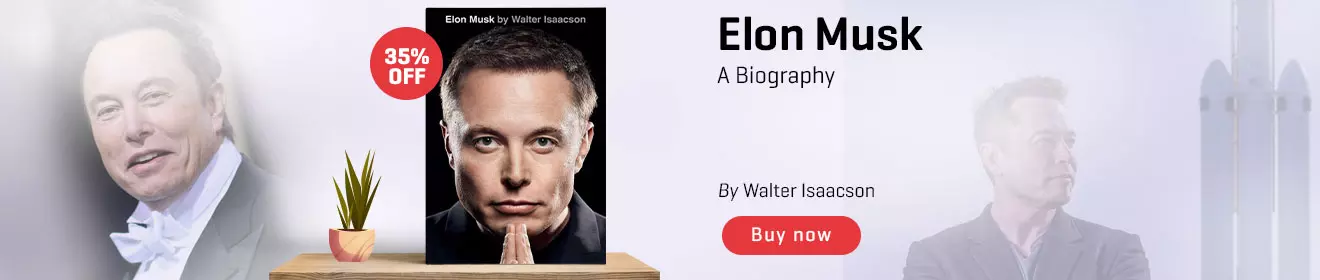 35%
OFF
Elon Musk by Walter Isaacson
Elon Musk
A Biography
By Walter Isaacson
Buy now